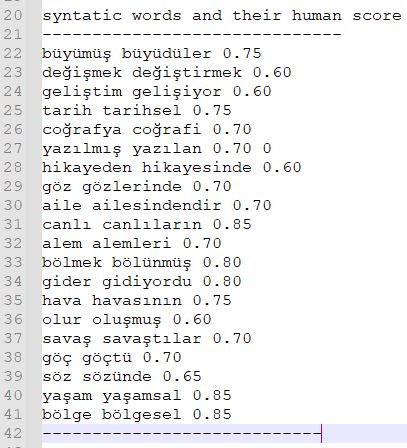 20 syntatic words and their human score
21 ------------------------------
22 büyümüş büyüdüler 0.75
23 değişmek değiştirmek 0.60
24 geliştim gelişiyor 0.60
25 tarih tarihsel 0.75
26 coğrafya coğrafi 0.70
27 yazılmış yazılan 0.70 0
28 hikayeden hikayesinde 0.60
29 göz gözlerinde 0.70
30 aile ailesindendir 0.70
31 canlı canlıların 0.85
32 alem alemleri 0.70
33 bölmek bölünmüş 0.80
34 gider gidiyordu 0.80
35 hava havasının 0.75
36 olur oluşmuş 0.60
37 savaş savaştılar 0.70
38 göç göçtü 0.70
39 söz sözünde 0.65
40 yaşam yaşamsal 0.85
41 bölge bölgesel 0.85
42 ----------------------------